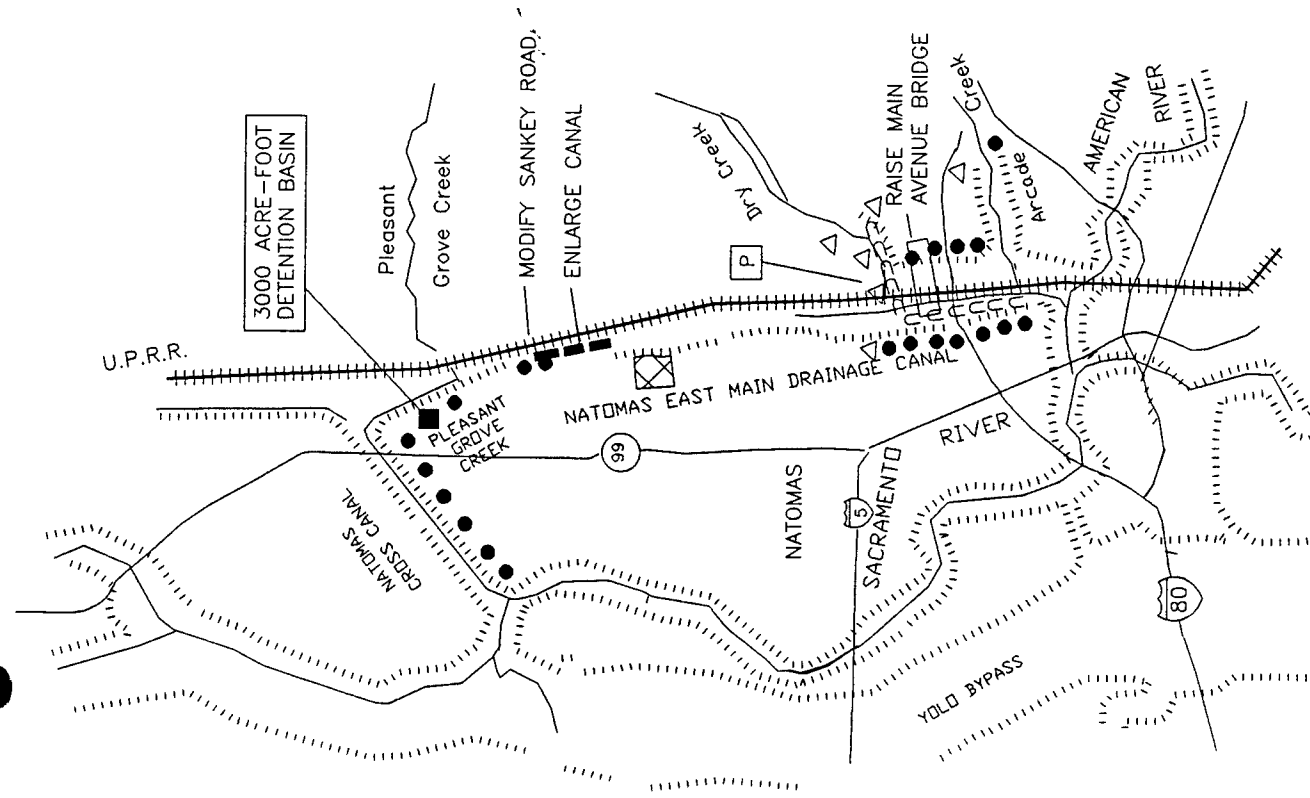 3000 ACRE-FOOT
DETENTION BASIN
U.P.R.R.
Pleasant
Grove Creek
MODIFY SANKEY ROAD
ENLARGE CANAL
Dry Creek
P
RAISE MAIN
AVENUE BRIDGE
Creek
Arcade
AMERICAN
RIVER
PLEASANT
GROVE
CREEK
NATOMAS EAST MAIN DRAINAGE CANAL
99
NATOMAS
CROSS CANAL
NATOMAS
5
SACRAMENTO
RIVER
YOLO BYPASS
80